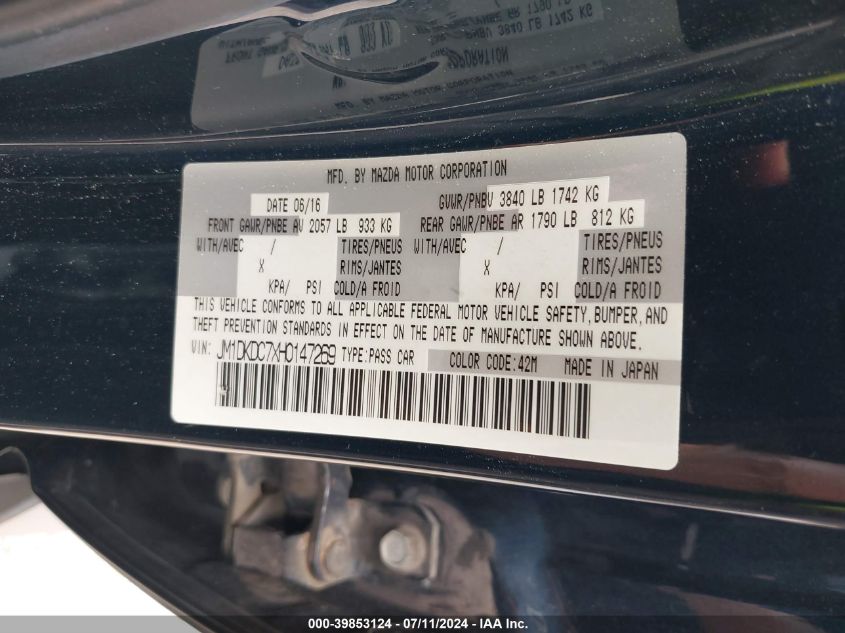 MFD. BY MAZDA MOTOR CORPORATION
DATE 06/16 GVWR/PNBV 3840 LB 1742 KG
FRONT GAWR/PNBE AV 2057 LB 933 KG REAR GAWR/PNBE AR 1790 LB 812 KG
WITH/AVEC / TIRES/PNEUS WITH/AVEC / TIRES/PNEUS
X RIMS/JANTES X RIMS/JANTES
KPA/ PSI COLD/A FROID KPA/ PSI COLD/A FROID
THIS VEHICLE CONFORMS TO ALL APPLICABLE FEDERAL MOTOR VEHICLE SAFETY, BUMPER, AND
THEFT PREVENTION STANDARDS IN EFFECT ON THE DATE OF MANUFACTURE SHOWN ABOVE.
VIN: JM1DKDC7XH0147269 TYPE:PASS CAR COLOR CODE:42M MADE IN JAPAN
000-39853124 - 07/11/2024 - IAA Inc.